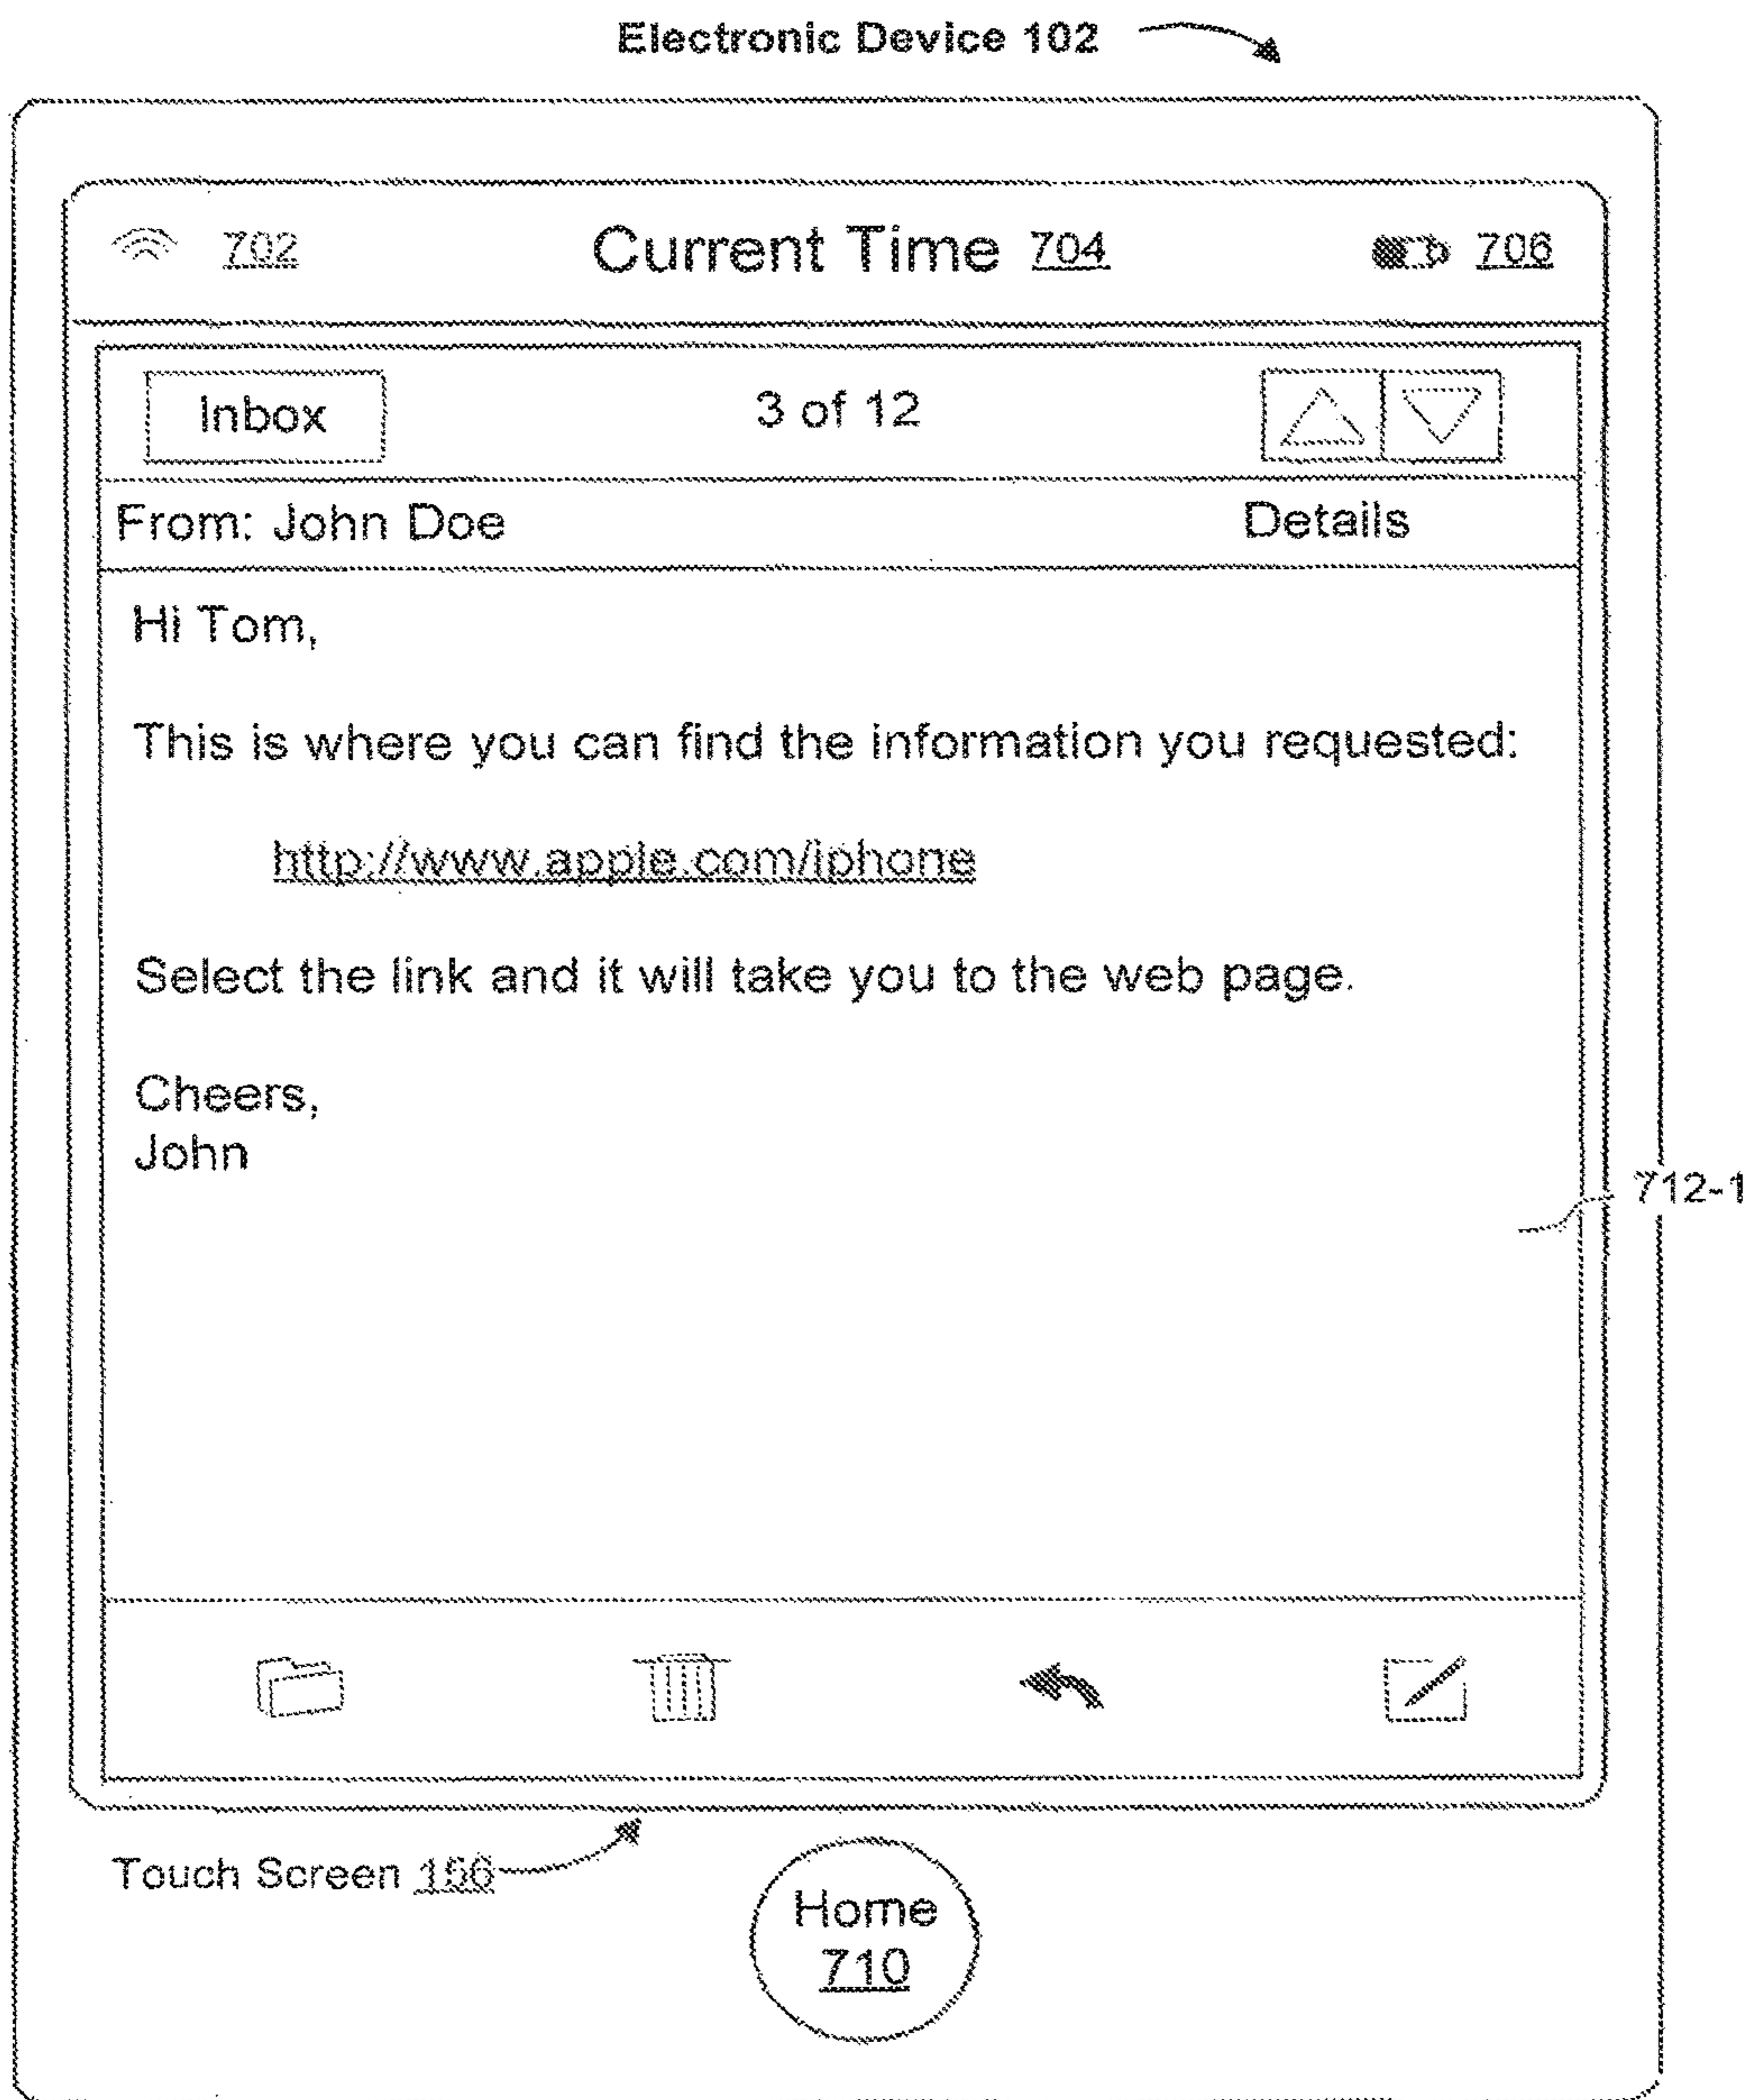 Electronic Device 102
702 Current Time 704 706
Inbox 3 of 12
From: John Doe Details
Hi Tom,
This is where you can find the information you requested:
http://www.apple.com/iphone
Select the link and it will take you to the web page.
Cheers,
John
712-1
Touch Screen 156
Home
710